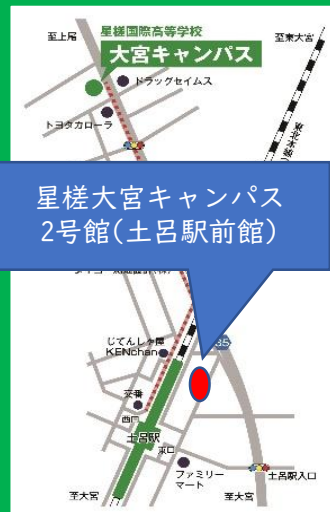 星槎国際高等学校
至上尾
大宮キャンパス
至東大宮
ドラッグセイムス
トヨタカローラ
東北本線
星槎大宮キャンパス
2号館(土呂駅前館)
じてんしゃ屋
KENchan
35
交番
西口
土呂駅
東口
ファミリー
マート
土呂駅入口
至大宮
至大宮